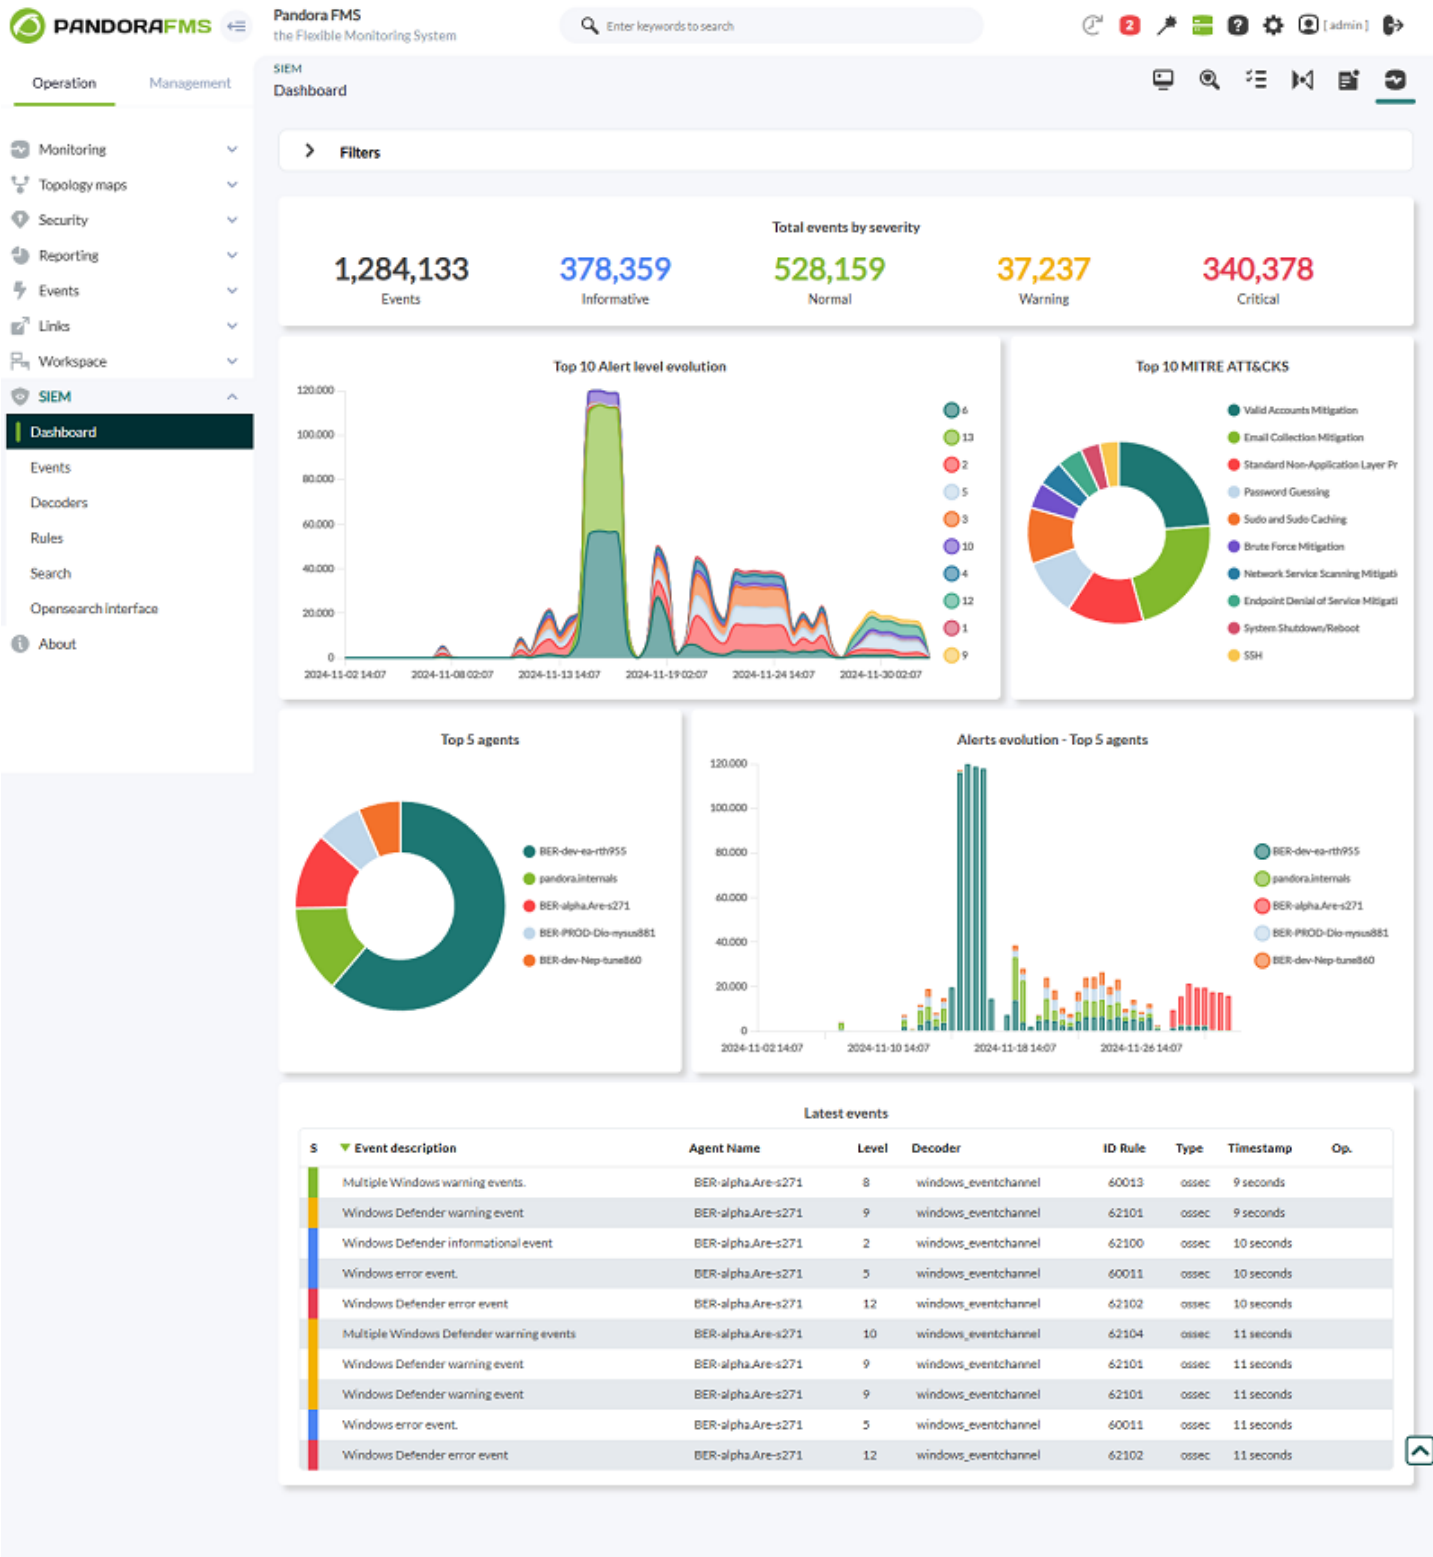 PANDORAFMS
Pandora FMS
the Flexible Monitoring System
Enter keywords to search
2
[ admin ]
Operation
Management
SIEM
Dashboard
Monitoring
Topology maps
Security
Reporting
Events
Links
Workspace
SIEM
Dashboard
Events
Decoders
Rules
Search
Opensearch interface
About
Filters
Total events by severity
1,284,133
378,359
528,159
37,237
340,378
Events
Informative
Normal
Warning
Critical
Top 10 Alert level evolution
120.000
100.000
80.000
60.000
40.000
20.000
0
2024-11-02 14:07
2024-11-08 02:07
2024-11-13 14:07
2024-11-19 02:07
2024-11-24 14:07
2024-11-30 02:07
6
13
2
5
3
10
4
12
1
9
Top 10 MITRE ATT&CKS
Valid Accounts Mitigation
Email Collection Mitigation
Standard Non-Application Layer Pr
Password Guessing
Sudo and Sudo Caching
Brute Force Mitigation
Network Service Scanning Mitigati
Endpoint Denial of Service Mitigati
System Shutdown/Reboot
SSH
Top 5 agents
BER-dev-ea-rth955
pandora.internals
BER-alpha.Are-s271
BER-PROD-Dio-nysus881
BER-dev-Nep-tune860
Alerts evolution - Top 5 agents
120.000
100.000
80.000
60.000
40.000
20.000
0
2024-11-02 14:07
2024-11-10 14:07
2024-11-18 14:07
2024-11-26 14:07
BER-dev-ea-rth955
pandora.internals
BER-alpha.Are-s271
BER-PROD-Dio-nysus881
BER-dev-Nep-tune860
Latest events
S Event description Agent Name Level Decoder ID Rule Type Timestamp Op.
Multiple Windows warning events. BER-alpha.Are-s271 8 windows_eventchannel 60013 ossec 9 seconds
Windows Defender warning event BER-alpha.Are-s271 9 windows_eventchannel 62101 ossec 9 seconds
Windows Defender informational event BER-alpha.Are-s271 2 windows_eventchannel 62100 ossec 10 seconds
Windows error event. BER-alpha.Are-s271 5 windows_eventchannel 60011 ossec 10 seconds
Windows Defender error event BER-alpha.Are-s271 12 windows_eventchannel 62102 ossec 10 seconds
Multiple Windows Defender warning events BER-alpha.Are-s271 10 windows_eventchannel 62104 ossec 11 seconds
Windows Defender warning event BER-alpha.Are-s271 9 windows_eventchannel 62101 ossec 11 seconds
Windows Defender warning event BER-alpha.Are-s271 9 windows_eventchannel 62101 ossec 11 seconds
Windows error event. BER-alpha.Are-s271 5 windows_eventchannel 60011 ossec 11 seconds
Windows Defender error event BER-alpha.Are-s271 12 windows_eventchannel 62102 ossec 11 seconds